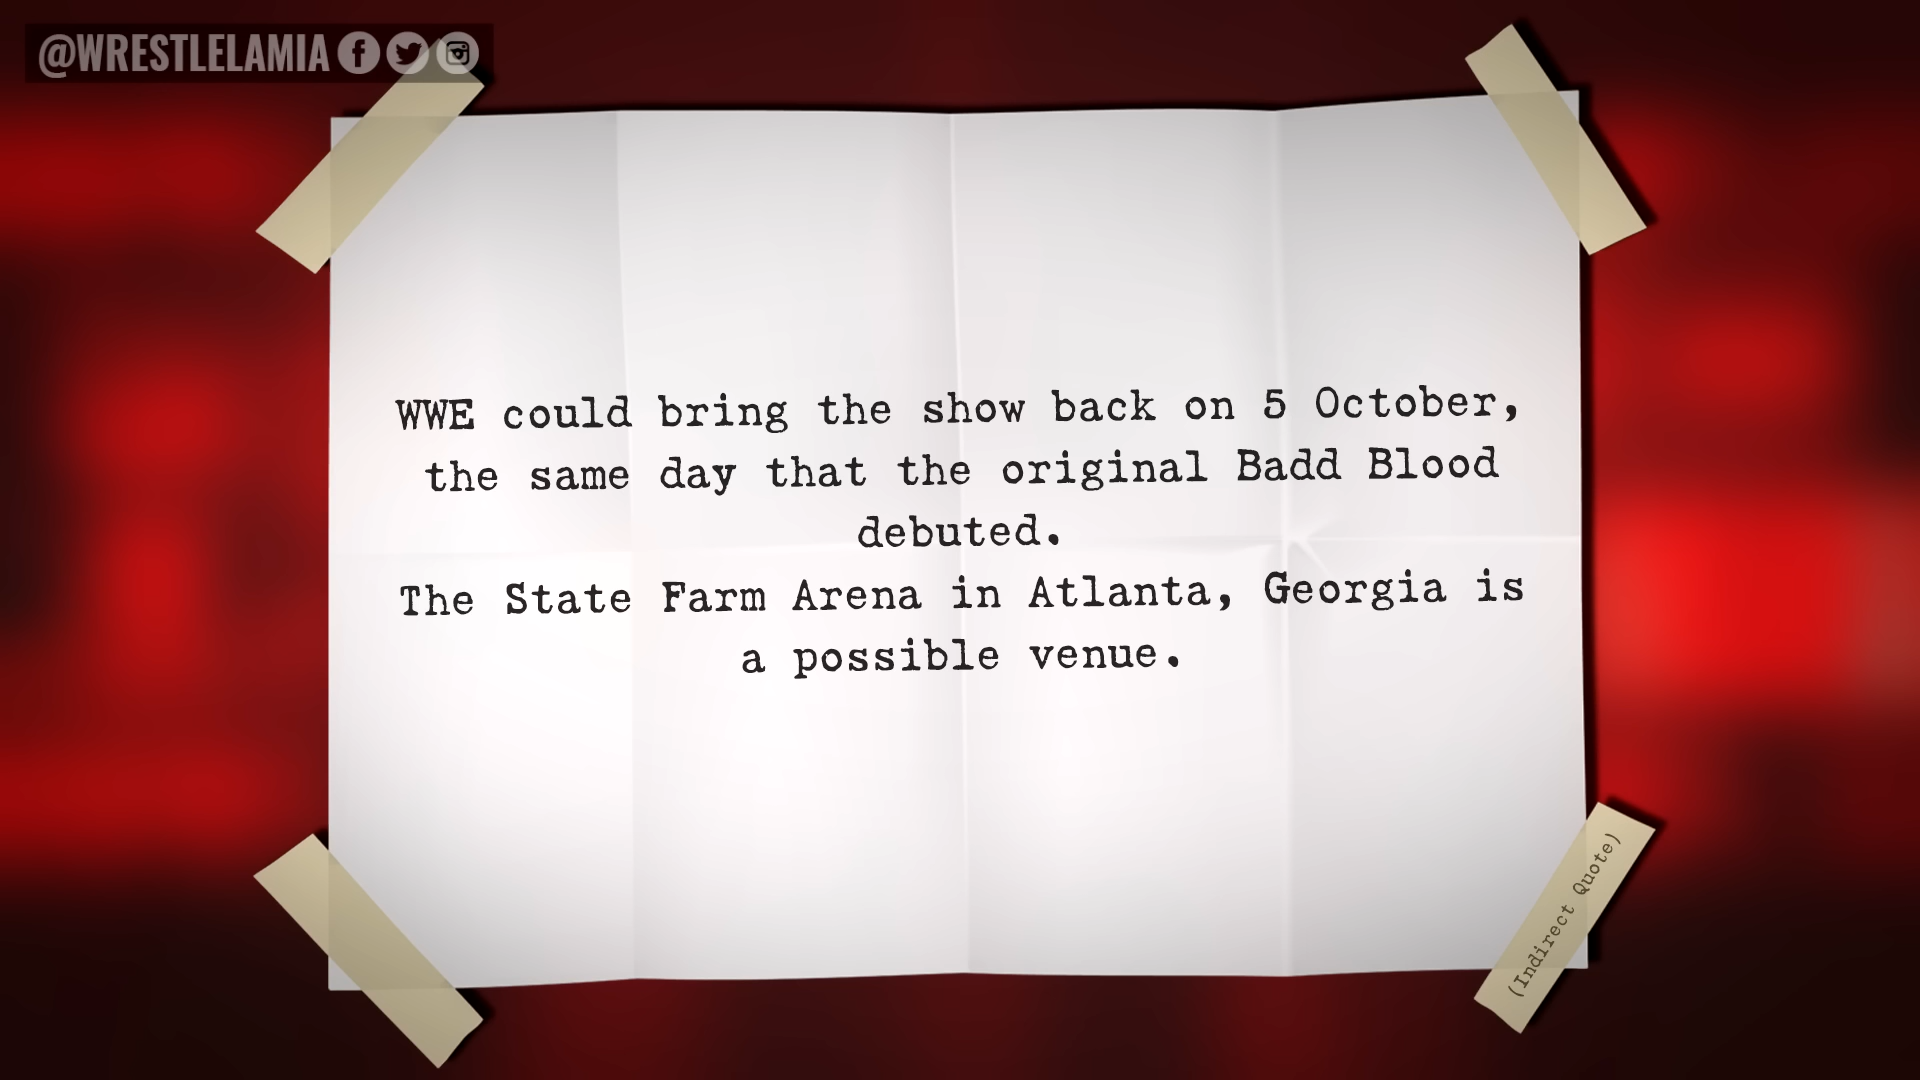 @WRESTLELAMIA
WWE could bring the show back on 5 October,
the same day that the original Badd Blood
debuted.
The State Farm Arena in Atlanta, Georgia is
a possible venue.
(Indirect Quote)